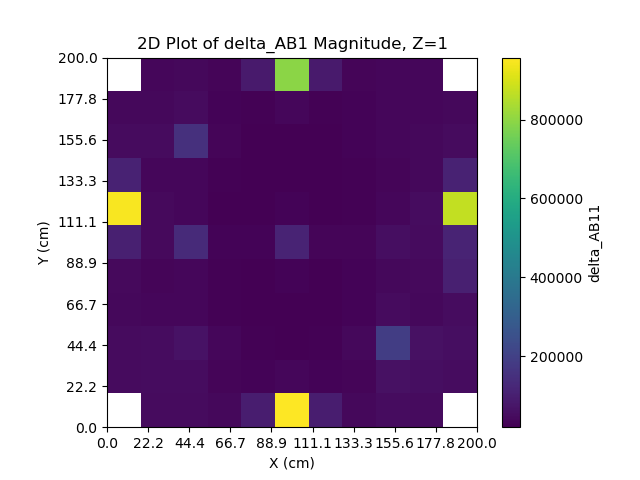 2D Plot of delta_AB1 Magnitude, Z=1
200.0
177.8
155.6
133.3
111.1
88.9
66.7
44.4
22.2
0.0
Y (cm)
0.0 22.2 44.4 66.7 88.9 111.1 133.3 155.6 177.8 200.0
X (cm)
800000
600000
400000
200000
delta_AB11